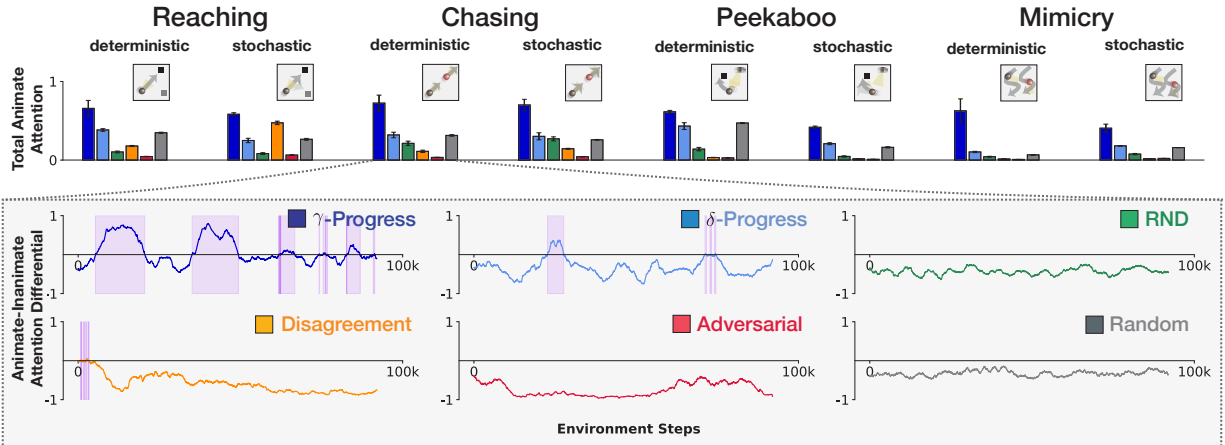 Reaching Chasing Peekaboo Mimicry
deterministic stochastic deterministic stochastic deterministic stochastic deterministic stochastic
Total Animate
Attention
1
0
Animate-Inanimate
Attention Differential
1 γ-Progress 1 δ-Progress 1 RND
0 100k 0 100k 0 100k
-1 -1 -1
1 Disagreement 1 Adversarial 1 Random
0 100k 0 100k 0 100k
-1 -1 -1
Environment Steps